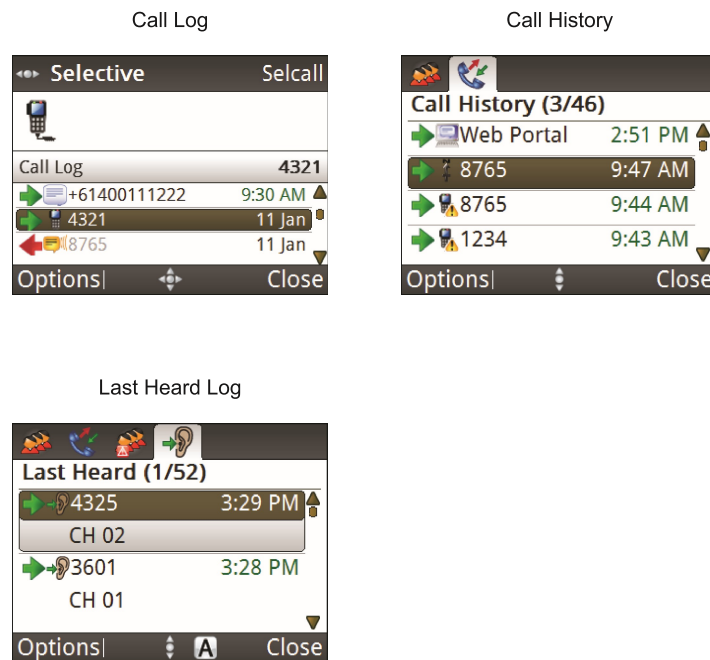 Call Log
Selective Selcall
Call Log 4321
+61400111222 9:30 AM
4321 11 Jan
8765 11 Jan
Options Close
Call History
Call History (3/46)
Web Portal 2:51 PM
8765 9:47 AM
8765 9:44 AM
1234 9:43 AM
Options Close
Last Heard Log
Last Heard (1/52)
4325 3:29 PM
CH 02
3601 3:28 PM
CH 01
Options A Close